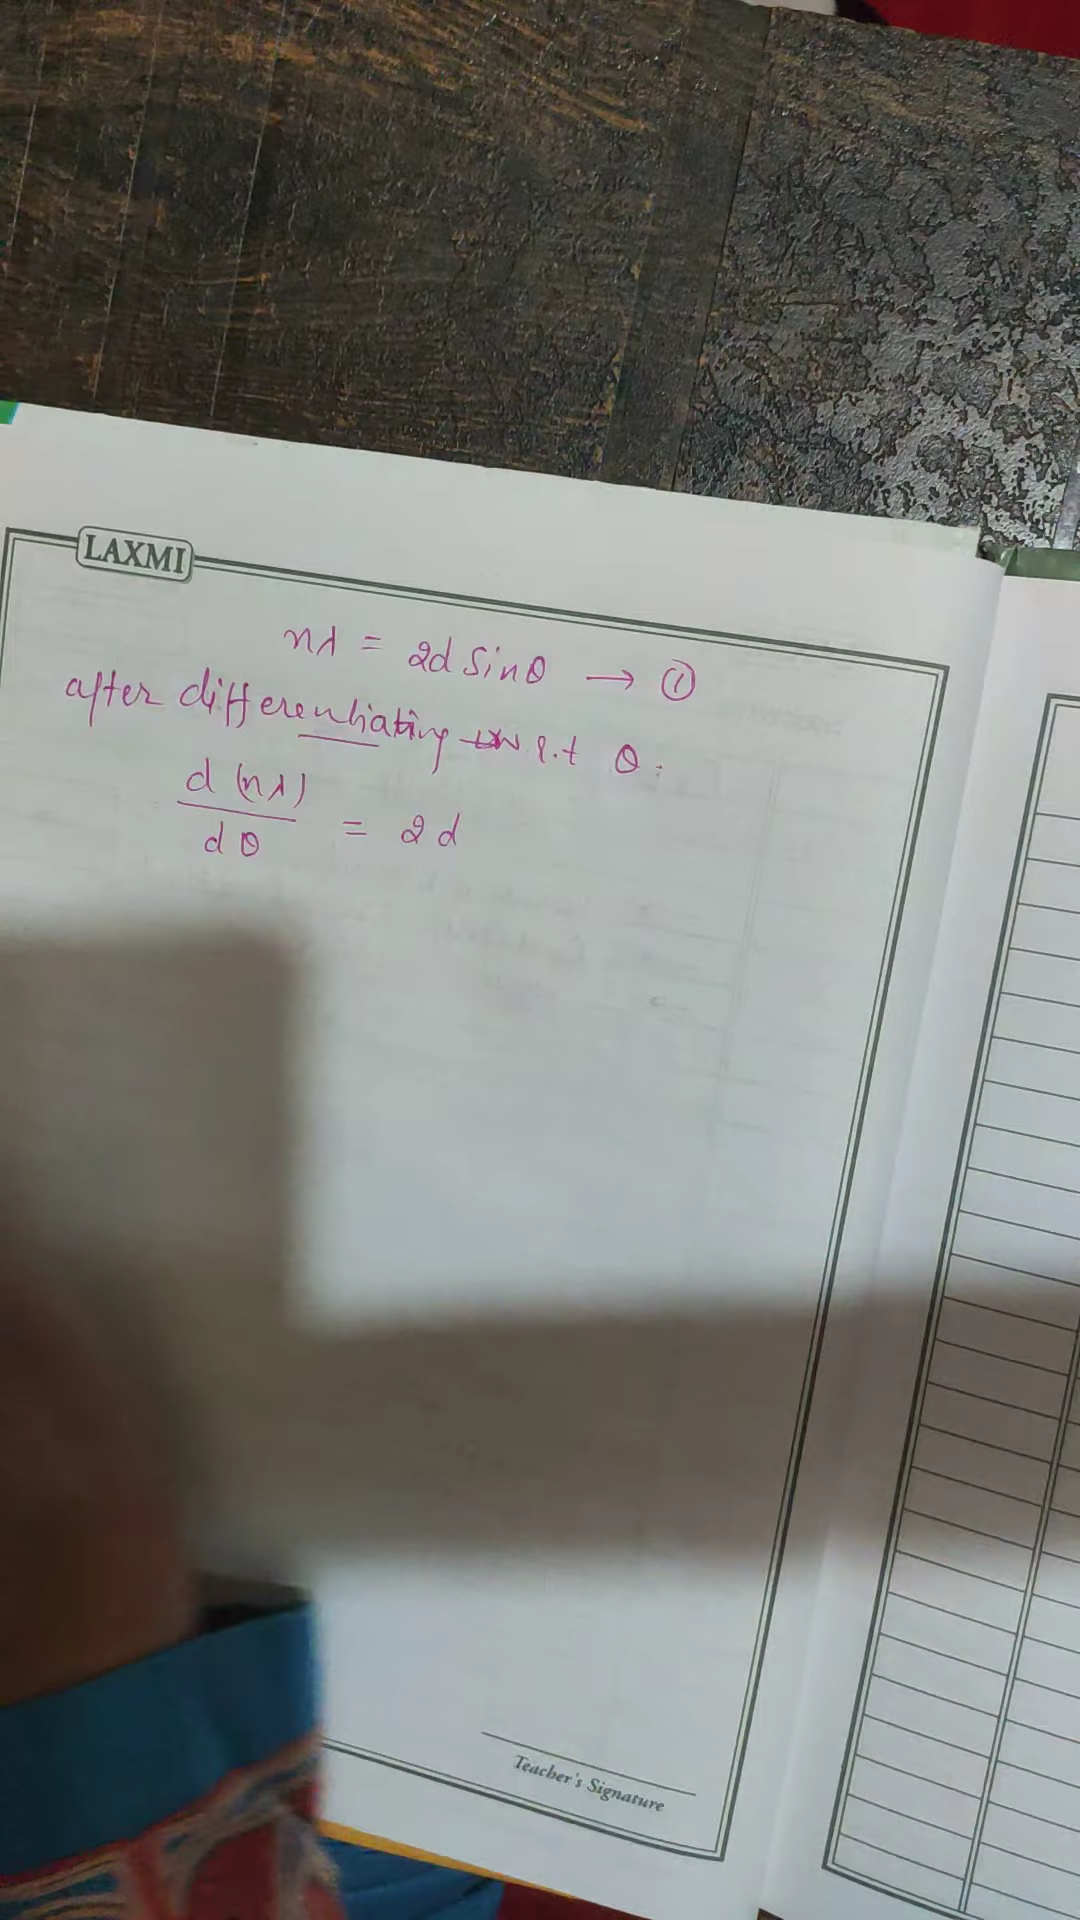 LAXMI
nλ = 2d Sinθ → ①
after differentiating w r.t θ.
d (nλ)
dθ = 2d
Teacher's Signature